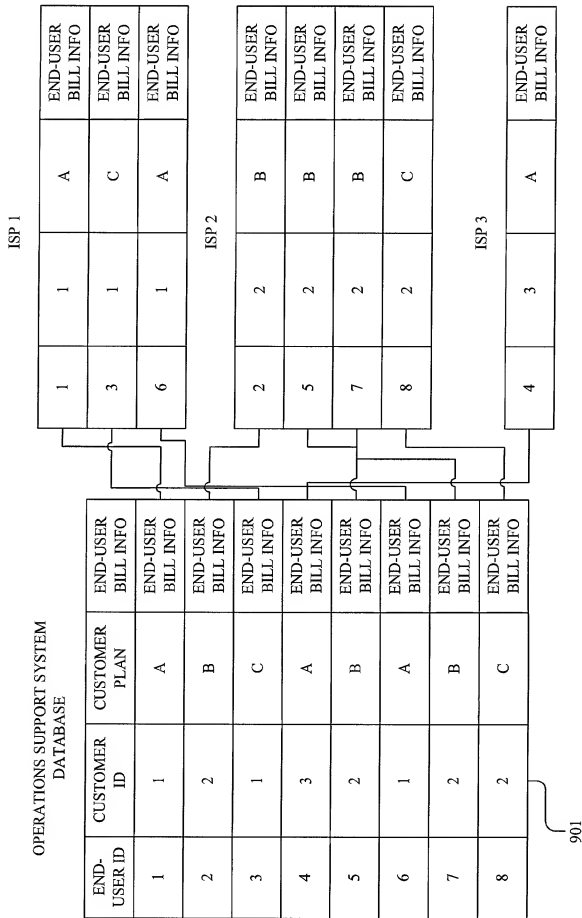 OPERATIONS SUPPORT SYSTEM
DATABASE
END-
USER ID
CUSTOMER
ID
CUSTOMER
PLAN
END-USER
BILL INFO
1
1
A
END-USER
BILL INFO
2
2
B
END-USER
BILL INFO
3
1
C
END-USER
BILL INFO
4
3
A
END-USER
BILL INFO
5
2
B
END-USER
BILL INFO
6
1
A
END-USER
BILL INFO
7
2
B
END-USER
BILL INFO
8
2
C
END-USER
BILL INFO
901
ISP 1
1
1
A
END-USER
BILL INFO
3
1
C
END-USER
BILL INFO
6
1
A
END-USER
BILL INFO
ISP 2
2
2
B
END-USER
BILL INFO
5
2
B
END-USER
BILL INFO
7
2
B
END-USER
BILL INFO
8
2
C
END-USER
BILL INFO
ISP 3
4
3
A
END-USER
BILL INFO